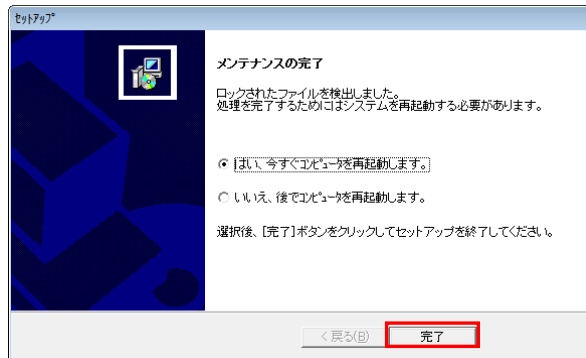 ｾｯﾄｱｯﾌﾟ
メンテナンスの完了
ロックされたファイルを検出しました。
処理を完了するためにはシステムを再起動する必要があります。
はい、今すぐｺﾝﾋﾟｭｰﾀを再起動します。
いいえ、後でｺﾝﾋﾟｭｰﾀを再起動します。
選択後、[完了]ボタンをクリックしてセットアップを終了してください。
< 戻る(B)
完了